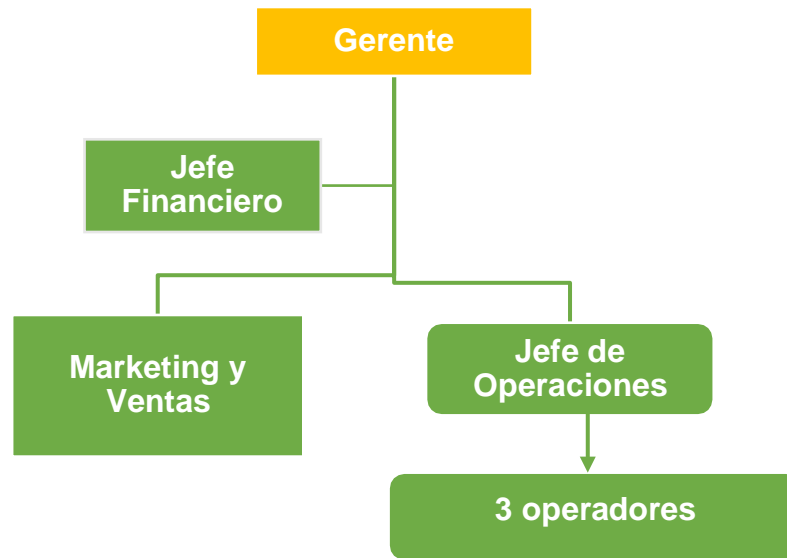 Gerente
Jefe
Financiero
Marketing y
Ventas
Jefe de
Operaciones
3 operadores